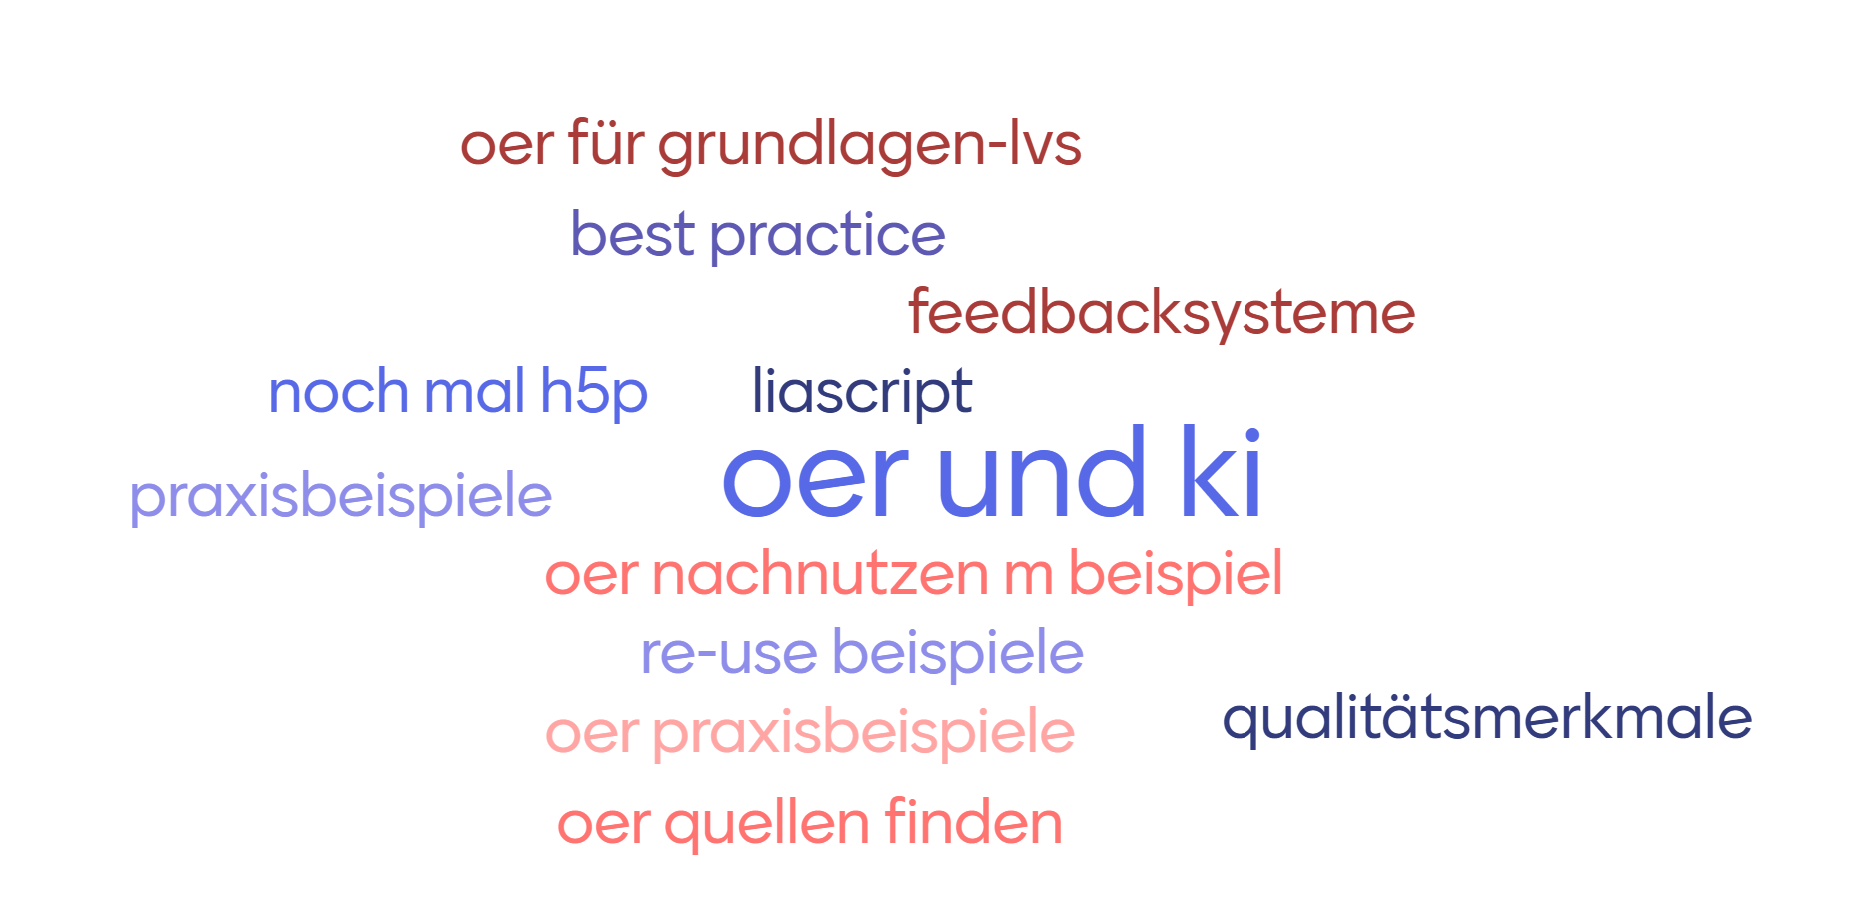 oer für grundlagen-lvs
best practice
feedbacksysteme
noch mal h5p
liascript
oer und ki
praxisbeispiele
oer nachnutzen m beispiel
re-use beispiele
oer praxisbeispiele
qualitätsmerkmale
oer quellen finden